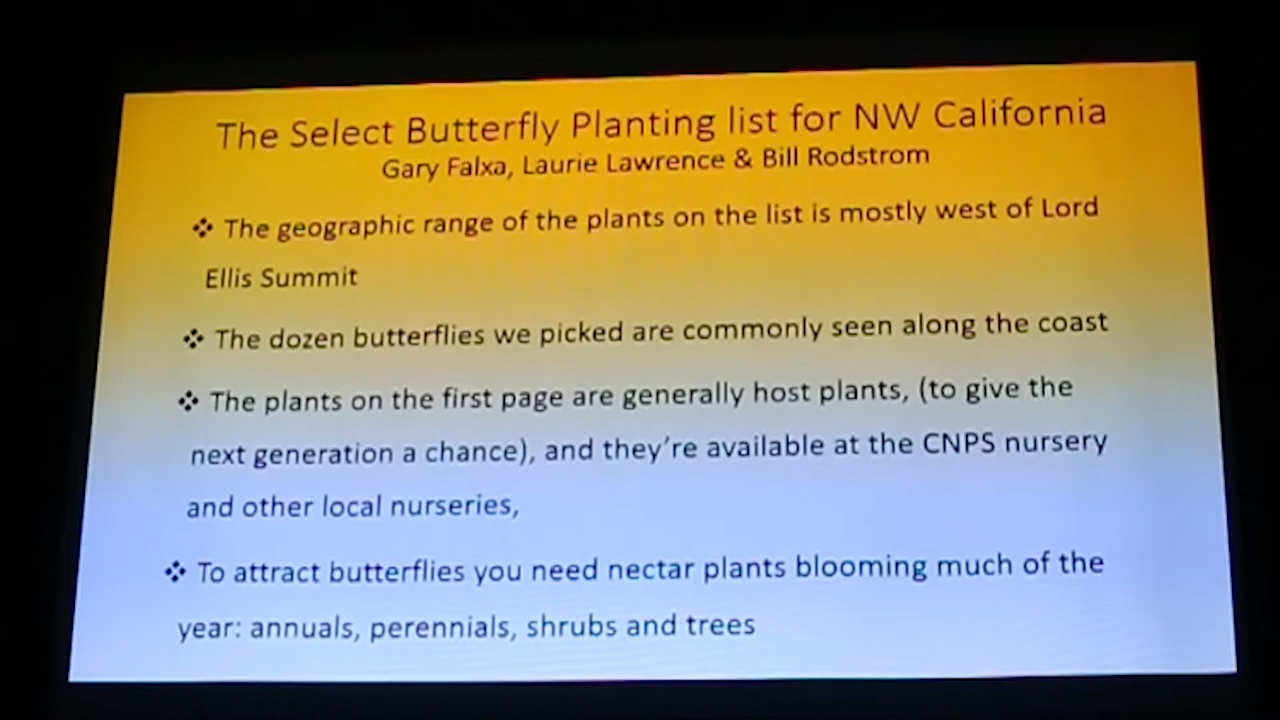 The Select Butterfly Planting list for NW California
Gary Falxa, Laurie Lawrence & Bill Rodstrom
❖ The geographic range of the plants on the list is mostly west of Lord
Ellis Summit
❖ The dozen butterflies we picked are commonly seen along the coast
❖ The plants on the first page are generally host plants, (to give the
next generation a chance), and they're available at the CNPS nursery
and other local nurseries,
❖ To attract butterflies you need nectar plants blooming much of the
year: annuals, perennials, shrubs and trees